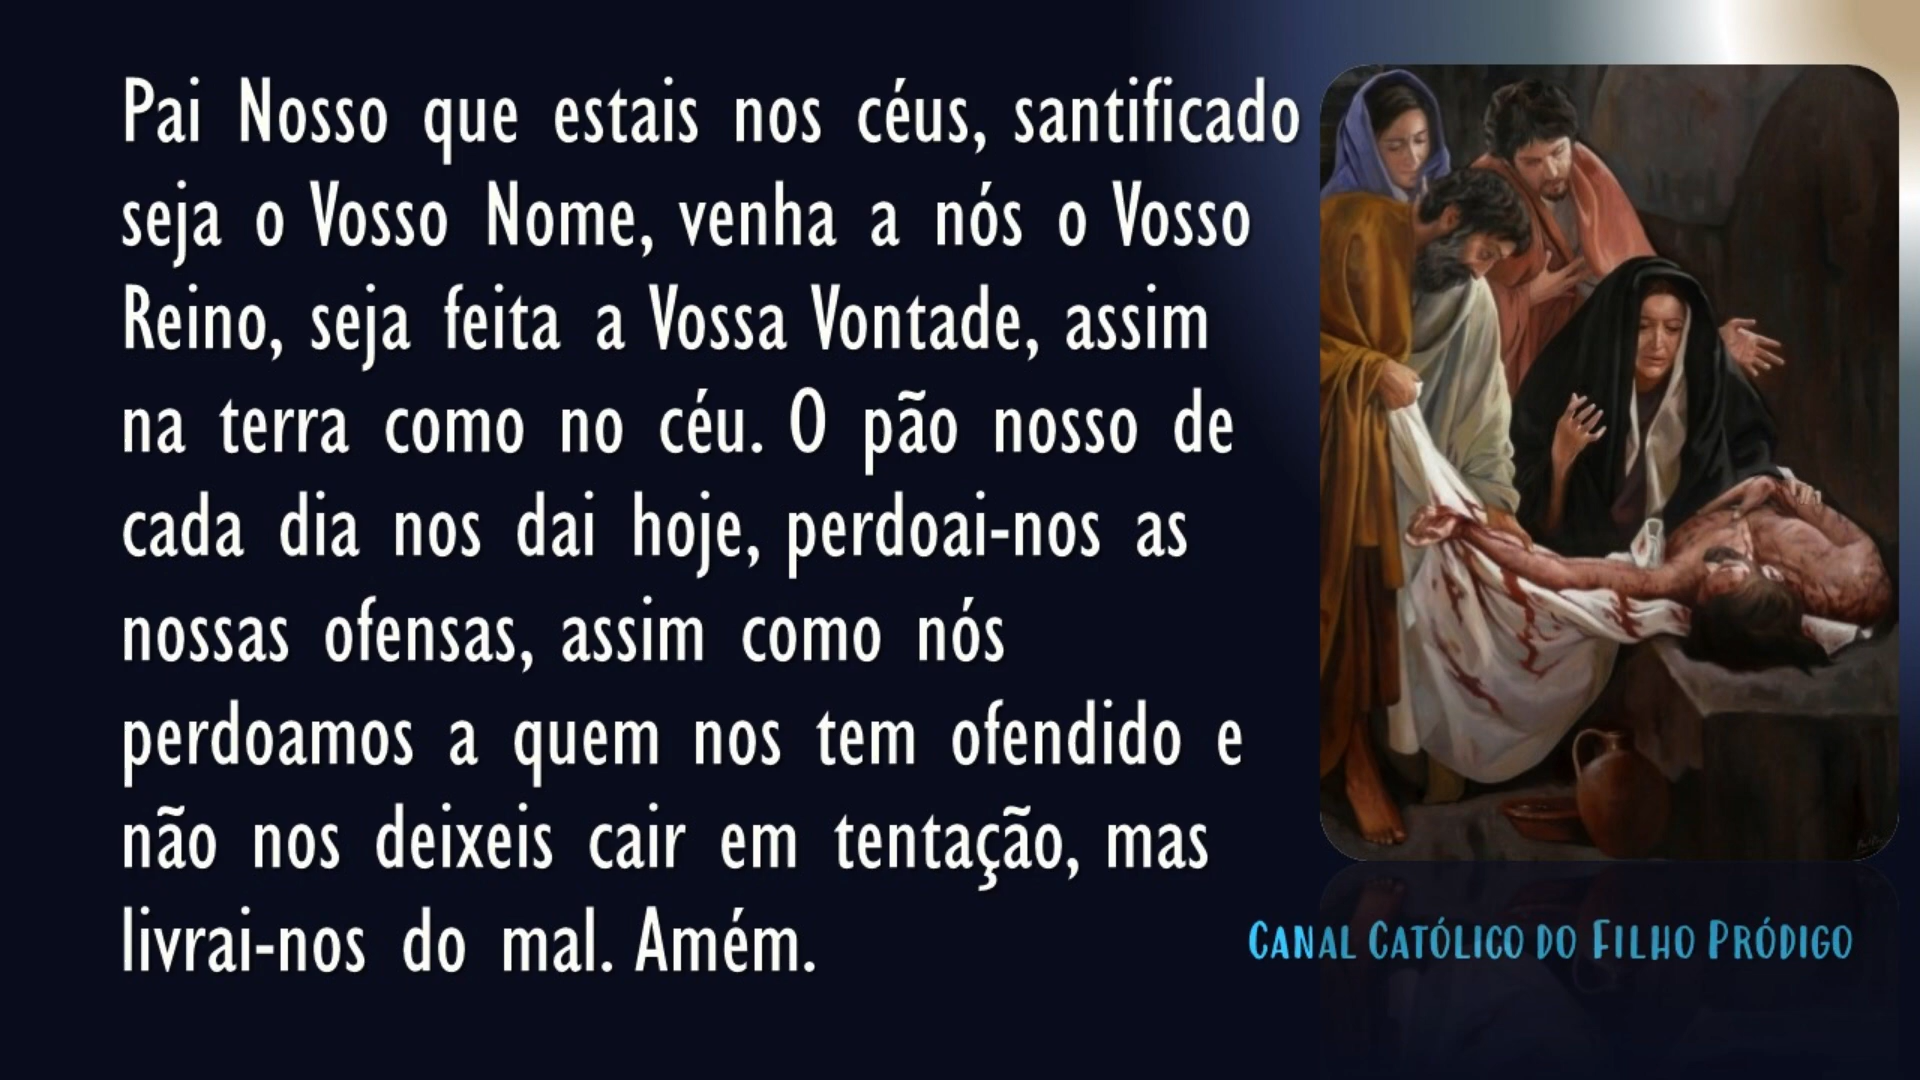 Pai Nosso que estais nos céus, santificado
seja o Vosso Nome, venha a nós o Vosso
Reino, seja feita a Vossa Vontade, assim
na terra como no céu. O pão nosso de
cada dia nos dai hoje, perdoai-nos as
nossas ofensas, assim como nós
perdoamos a quem nos tem ofendido e
não nos deixeis cair em tentação, mas
livrai-nos do mal. Amém.
Canal Católico do Filho Pródigo